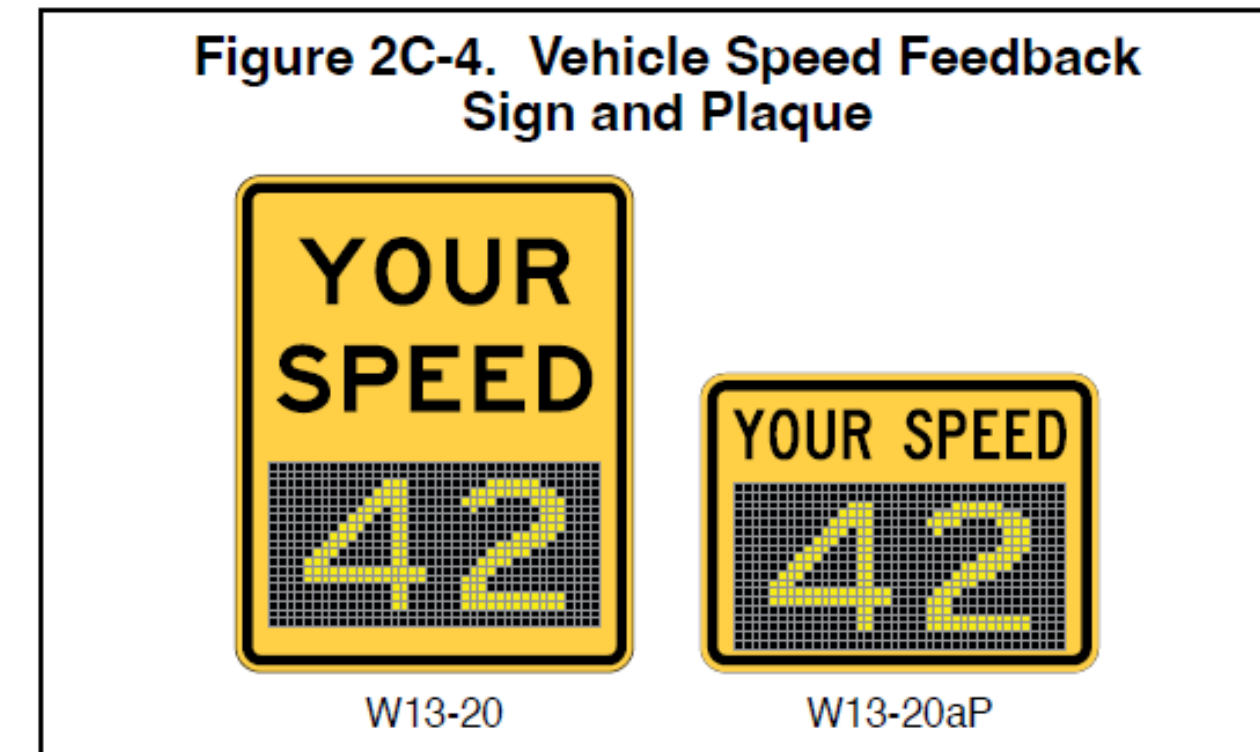 Figure 2C-4. Vehicle Speed Feedback
Sign and Plaque
YOUR
SPEED
42
W13-20
YOUR SPEED
42
W13-20aP